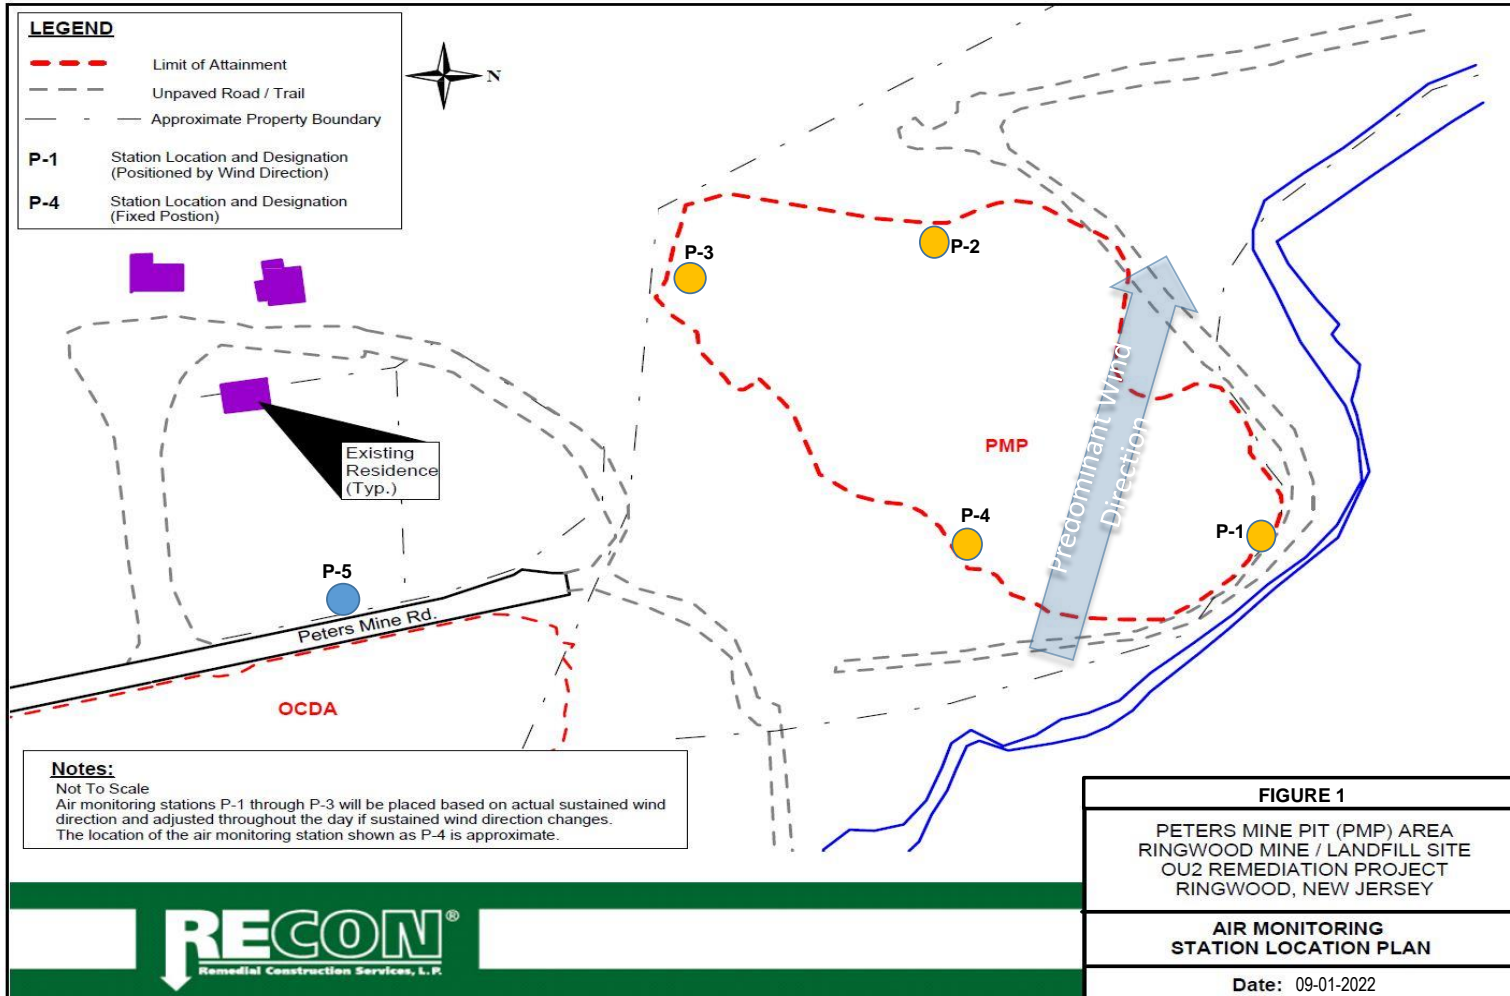 LEGEND
Limit of Attainment
Unpaved Road / Trail
Approximate Property Boundary
P-1 Station Location and Designation
(Positioned by Wind Direction)
P-4 Station Location and Designation
(Fixed Postion)
N
P-3
P-2
Predominant Wind
Direction
PMP
Existing
Residence
(Typ.)
P-4
P-1
P-5
Peters Mine Rd.
OCDA
Notes:
Not To Scale
Air monitoring stations P-1 through P-3 will be placed based on actual sustained wind
direction and adjusted throughout the day if sustained wind direction changes.
The location of the air monitoring station shown as P-4 is approximate.
RECON®
Remedial Construction Services, L.P.
FIGURE 1
PETERS MINE PIT (PMP) AREA
RINGWOOD MINE / LANDFILL SITE
OU2 REMEDIATION PROJECT
RINGWOOD, NEW JERSEY
AIR MONITORING
STATION LOCATION PLAN
Date: 09-01-2022